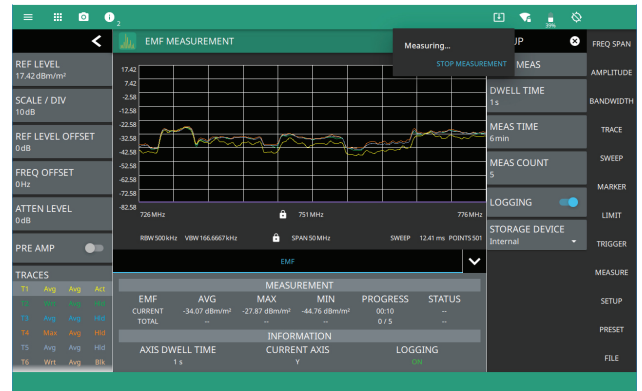 2
39%
EMF MEASUREMENT
Measuring...
STOP MEASUREMENT
UP
MEAS
REF LEVEL
17.42 dBm/m²
SCALE / DIV
10 dB
REF LEVEL OFFSET
0 dB
FREQ OFFSET
0 Hz
ATTEN LEVEL
0 dB
PRE AMP
TRACES
T1 Avg Avg Act
T2 Wrt Avg Hid
T3 Avg Avg Hld
T4 Max Avg Hld
T5 Avg Avg Hld
T6 Wrt Avg Blk
17.42
7.42
-2.58
-12.58
-22.58
-32.58
-42.58
-52.58
-62.58
-72.58
-82.58
726 MHz 751 MHz 776 MHz
RBW 500 kHz VBW 166.6667 kHz SPAN 50 MHz SWEEP 12.41 ms POINTS 501
EMF
MEASUREMENT
EMF AVG MAX MIN PROGRESS STATUS
CURRENT -34.07 dBm/m² -27.87 dBm/m² -44.76 dBm/m² 00:10 --
TOTAL -- -- -- 0 / 5 --
INFORMATION
AXIS DWELL TIME CURRENT AXIS LOGGING
1 s Y ON
DWELL TIME
1 s
MEAS TIME
6 min
MEAS COUNT
5
LOGGING
STORAGE DEVICE
Internal
FREQ SPAN
AMPLITUDE
BANDWIDTH
TRACE
SWEEP
MARKER
LIMIT
TRIGGER
MEASURE
SETUP
PRESET
FILE